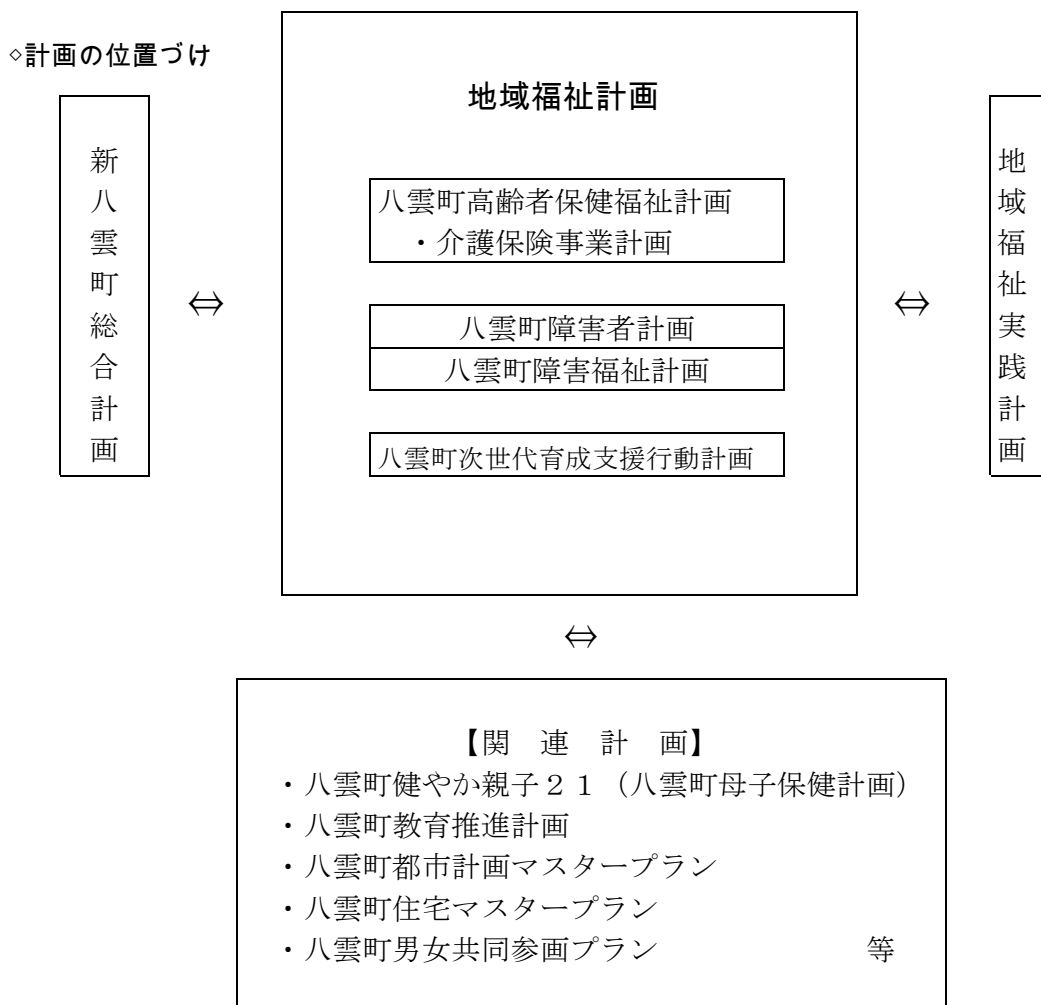 ◇計画の位置づけ
新八雲町総合計画
⇔
地域福祉計画
八雲町高齢者保健福祉計画
・介護保険事業計画
八雲町障害者計画
八雲町障害福祉計画
八雲町次世代育成支援行動計画
⇔
地域福祉実践計画
⇔
【関　連　計　画】
・八雲町健やか親子２１（八雲町母子保健計画）
・八雲町教育推進計画
・八雲町都市計画マスタープラン
・八雲町住宅マスタープラン
・八雲町男女共同参画プラン　　　　　　　等